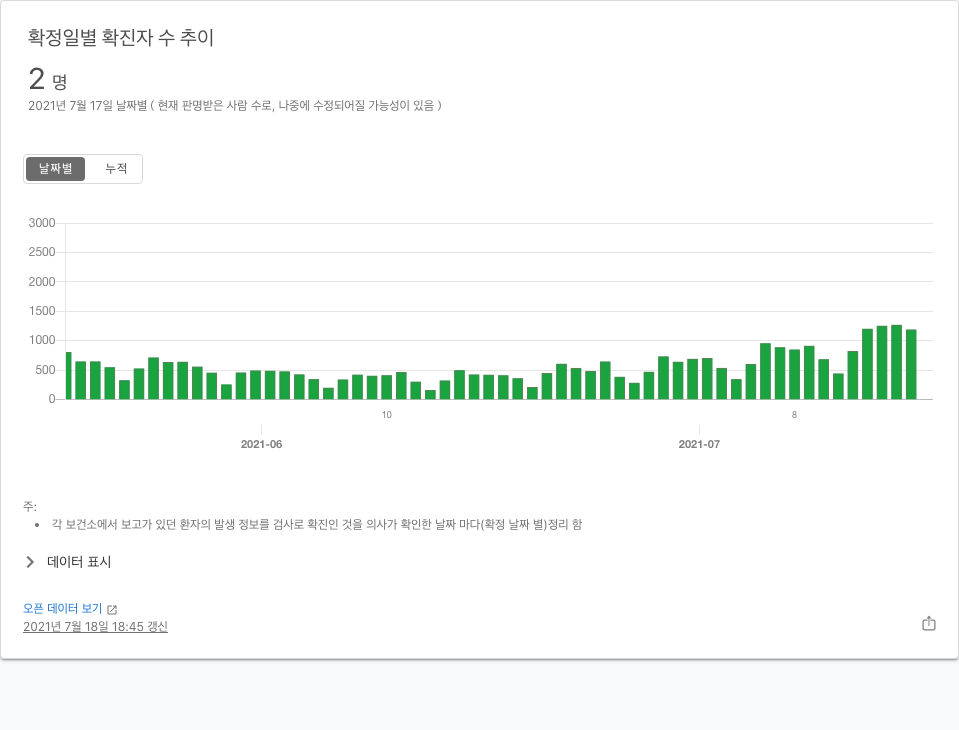 확정일별 확진자 수 추이
2 명
2021년 7월 17일 날짜별 ( 현재 판명받은 사람 수로, 나중에 수정되어질 가능성이 있음 )
날짜별 누적
3000
2500
2000
1500
1000
500
0
10 8
2021-06 2021-07
주:
• 각 보건소에서 보고가 있던 환자의 발생 정보를 검사로 확진인 것을 의사가 확인한 날짜 마다(확정 날짜 별)정리 함
데이터 표시
오픈 데이터 보기
2021년 7월 18일 18:45 갱신